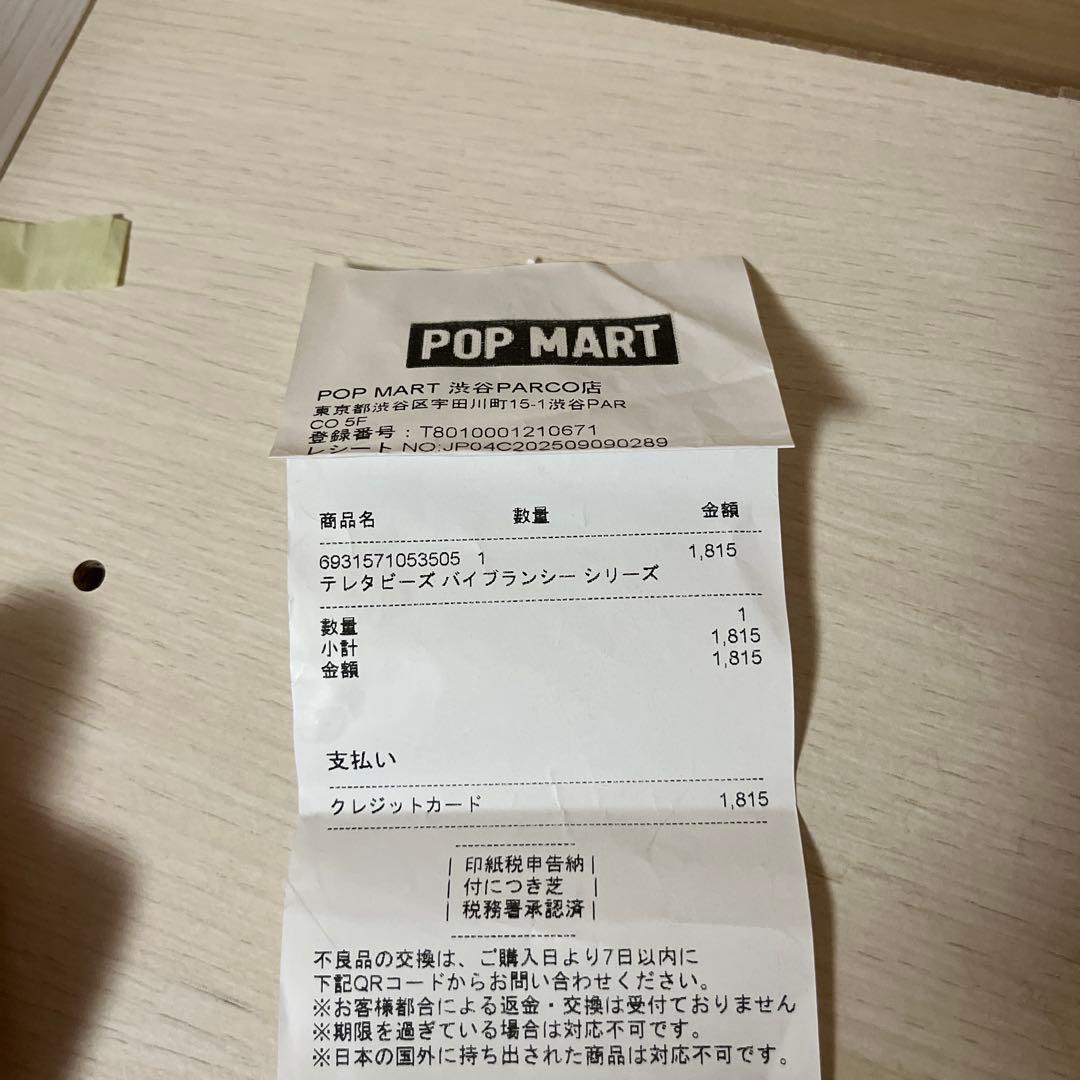 POP MART
POP MART 渋谷PARCO店
東京都渋谷区宇田川町15-1渋谷PAR
CO 5F
登録番号：T8010001210671
レシート NO:JP04C202509090289
商品名 数量 金額
6931571053505 1 1,815
テレタビーズ バイブランシー シリーズ
数量 1
小計 1,815
金額 1,815
支払い
クレジットカード 1,815
印紙税申告納
付につき芝
税務署承認済
不良品の交換は、ご購入日より7日以内に
下記QRコードからお問い合わせください。
※お客様都合による返金・交換は受付ておりません
※期限を過ぎている場合は対応不可です。
※日本の国外に持ち出された商品は対応不可です。